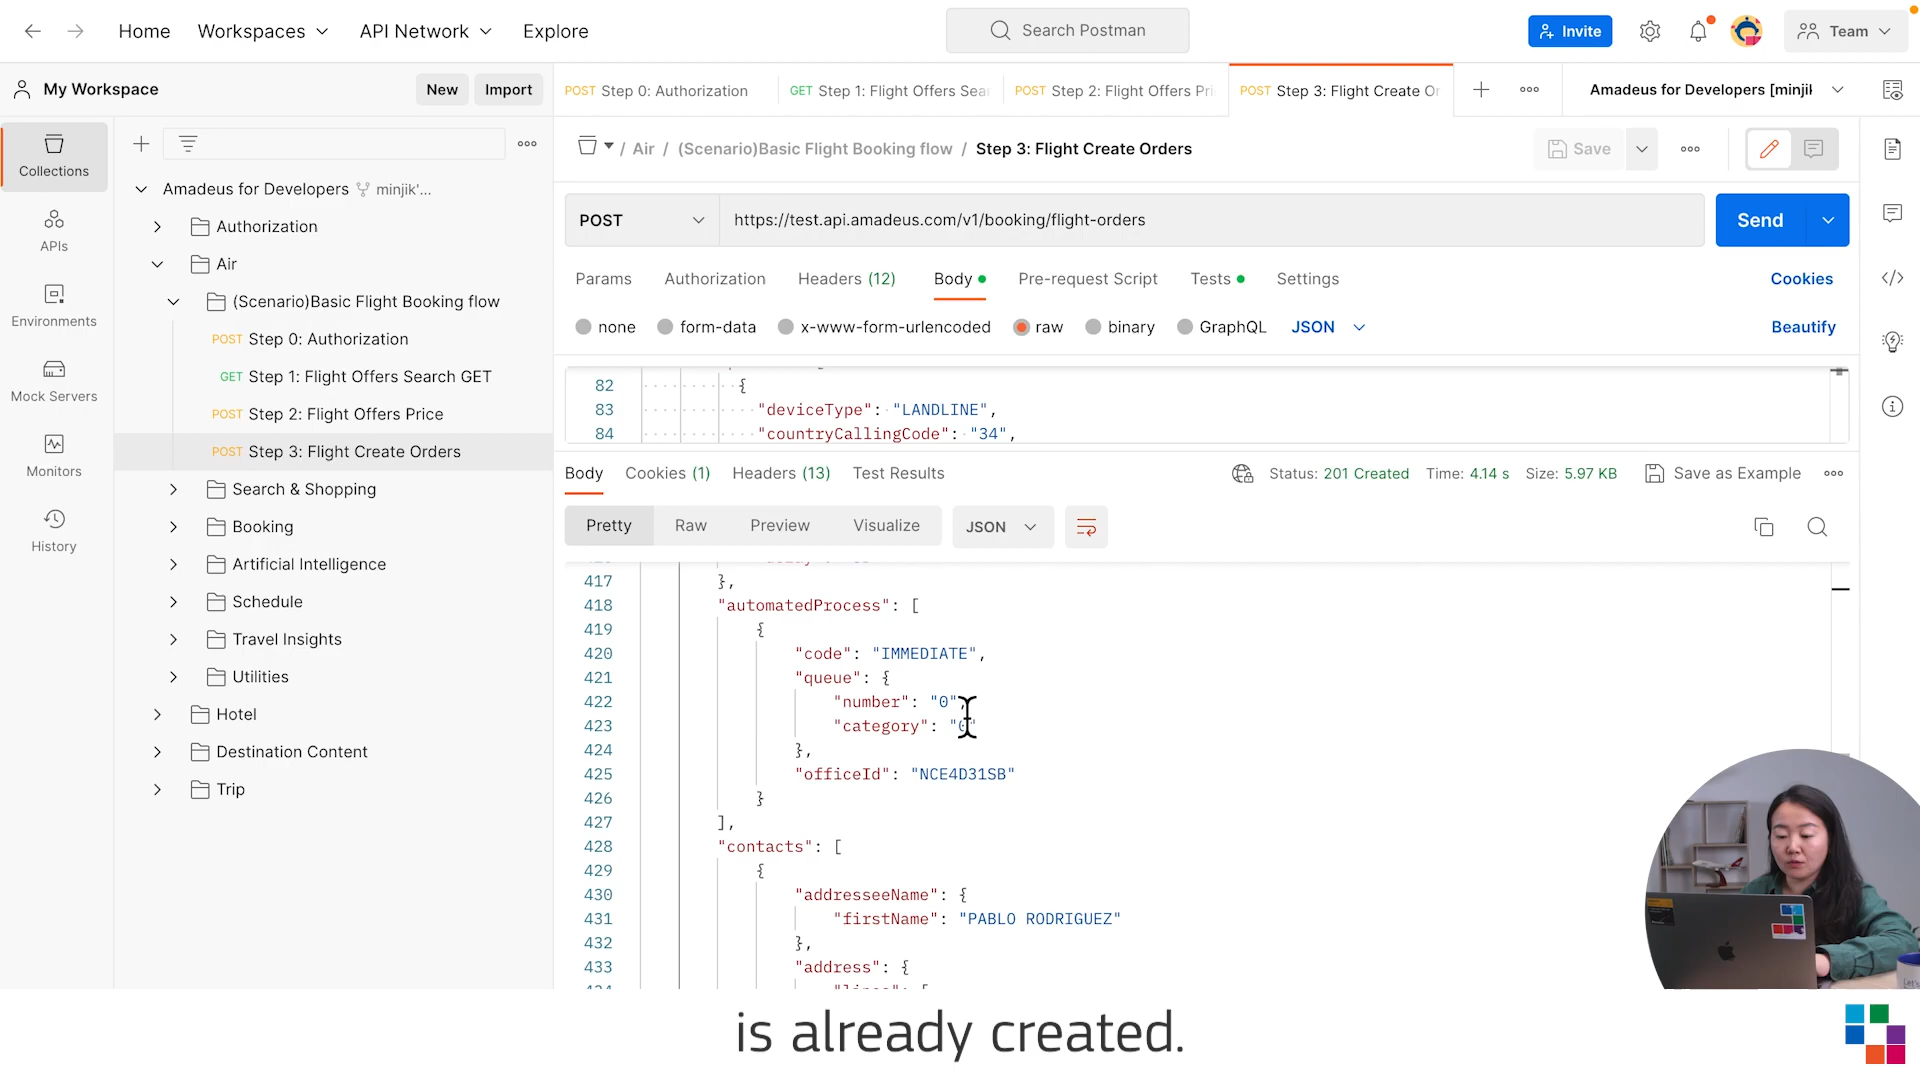 Home Workspaces API Network Explore Search Postman Invite Team
My Workspace New Import
POST Step 0: Authorization GET Step 1: Flight Offers Sea POST Step 2: Flight Offers Pri POST Step 3: Flight Create Or Amadeus for Developers [minjil
Collections
APIs
Environments
Mock Servers
Monitors
History
Amadeus for Developers minjik'...
Authorization
Air
(Scenario)Basic Flight Booking flow
POST Step 0: Authorization
GET Step 1: Flight Offers Search GET
POST Step 2: Flight Offers Price
POST Step 3: Flight Create Orders
Search & Shopping
Booking
Artificial Intelligence
Schedule
Travel Insights
Utilities
Hotel
Destination Content
Trip
/ Air / (Scenario)Basic Flight Booking flow / Step 3: Flight Create Orders Save
POST https://test.api.amadeus.com/v1/booking/flight-orders Send
Params Authorization Headers (12) Body Pre-request Script Tests Settings Cookies
none form-data x-www-form-urlencoded raw binary GraphQL JSON Beautify
82 {
83 "deviceType": "LANDLINE",
84 "countryCallingCode": "34",
Body Cookies (1) Headers (13) Test Results Status: 201 Created Time: 4.14 s Size: 5.97 KB Save as Example
Pretty Raw Preview Visualize JSON
417 },
418 "automatedProcess": [
419 {
420 "code": "IMMEDIATE",
421 "queue": {
422 "number": "0",
423 "category": "0"
424 },
425 "officeId": "NCE4D31SB"
426 }
427 ],
428 "contacts": [
429 {
430 "addresseeName": {
431 "firstName": "PABLO RODRIGUEZ"
432 },
433 "address": {
is already created.